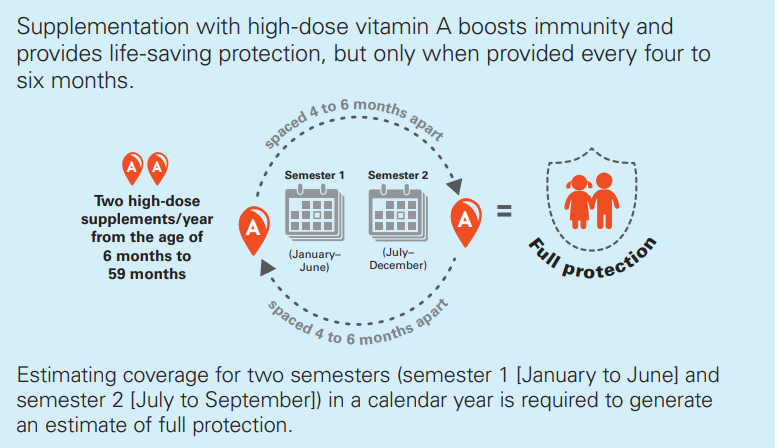 Supplementation with high-dose vitamin A boosts immunity and
provides life-saving protection, but only when provided every four to
six months.
spaced 4 to 6 months apart
A A
Two high-dose
supplements/year
from the age of
6 months to
59 months
Semester 1
Semester 2
A
A
(January–
June)
(July–
December)
=
Full protection
spaced 4 to 6 months apart
Estimating coverage for two semesters (semester 1 [January to June] and
semester 2 [July to September]) in a calendar year is required to generate
an estimate of full protection.